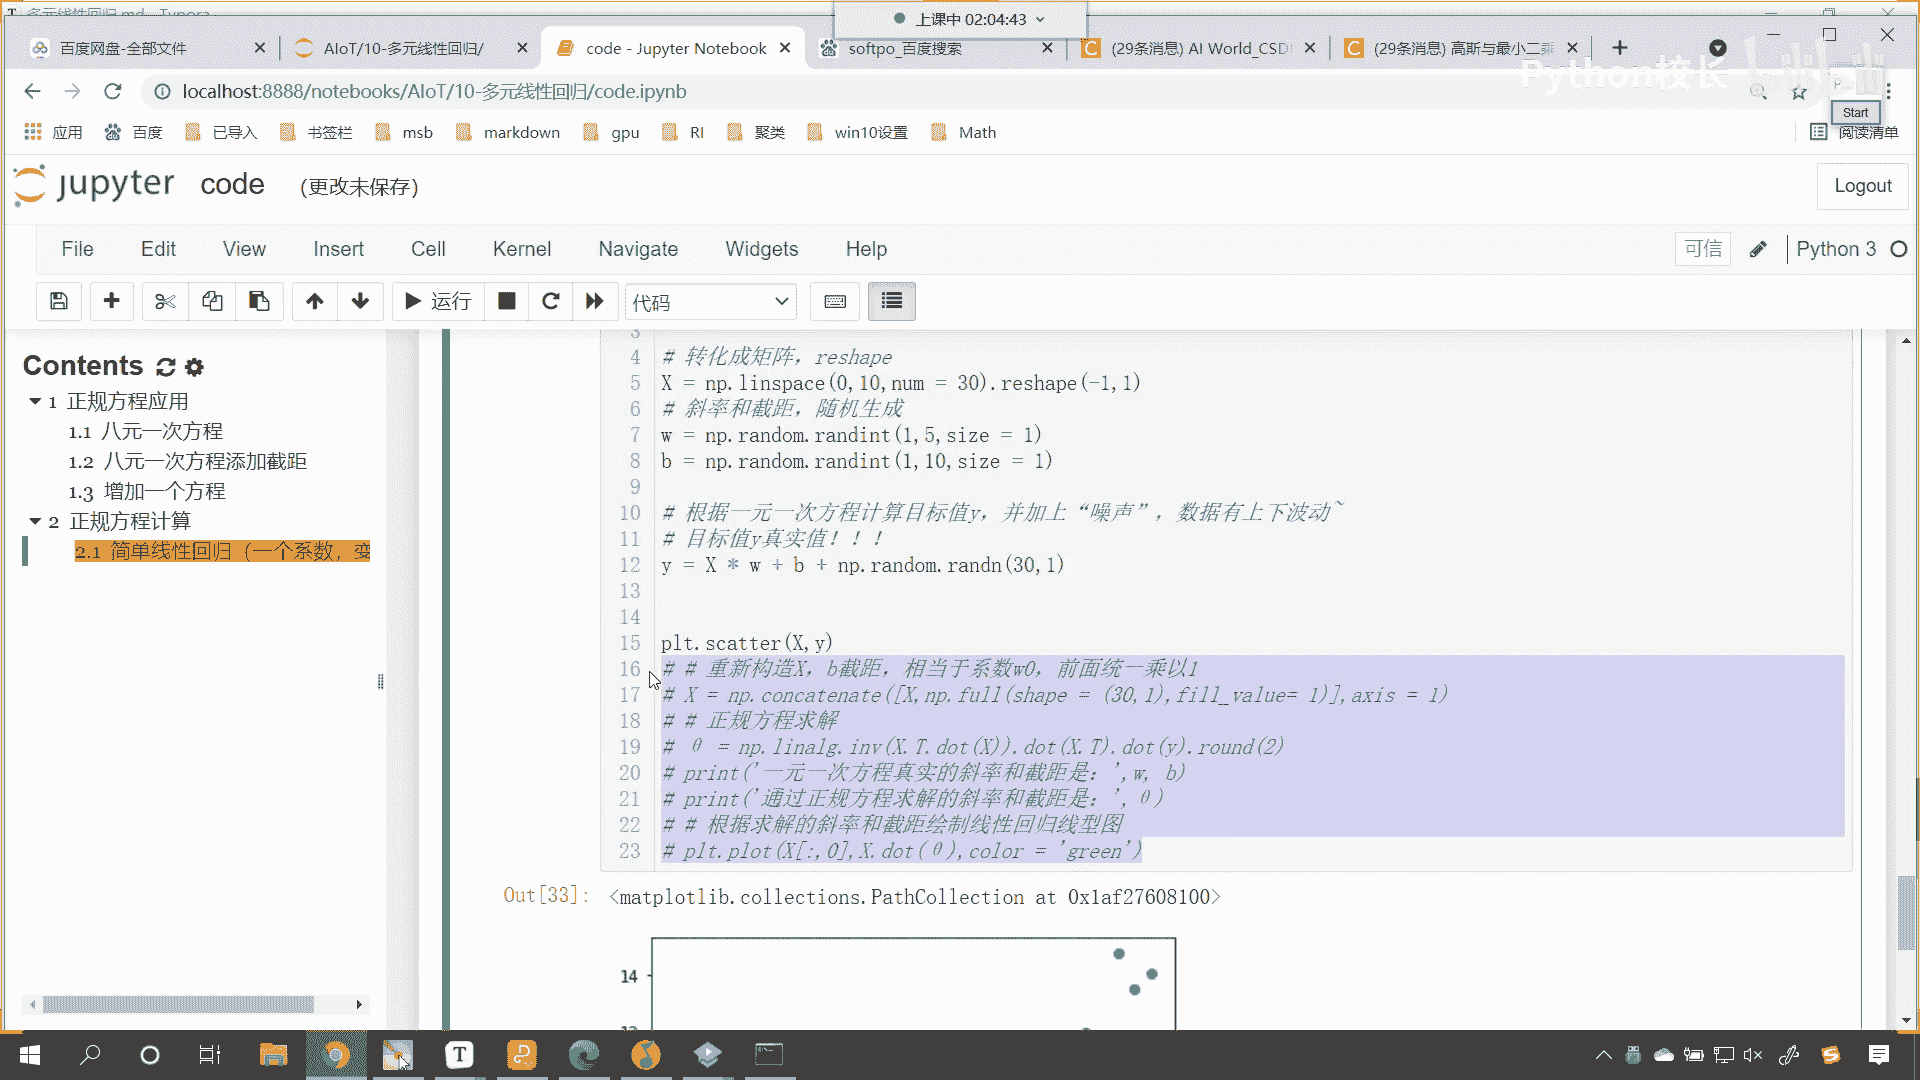 多元线性回归.md - Typora
上课中 02:04:43
百度网盘-全部文件
AIoT/10-多元线性回归/
code - Jupyter Notebook
softpo_百度搜索
(29条消息) AI World_CSD
(29条消息) 高斯与最小二乘
Python校长
localhost:8888/notebooks/AIoT/10-多元线性回归/code.ipynb
Start
应用
百度
已导入
书签栏
msb
markdown
gpu
RI
聚类
win10设置
Math
阅读清单
jupyter
code
(更改未保存)
Logout
File
Edit
View
Insert
Cell
Kernel
Navigate
Widgets
Help
可信
Python 3
运行
代码
Contents
1 正规方程应用
1.1 八元一次方程
1.2 八元一次方程添加截距
1.3 增加一个方程
2 正规方程计算
2.1 简单线性回归（一个系数，变
3
4 # 转化成矩阵，reshape
5 X = np.linspace(0,10,num = 30).reshape(-1,1)
6 # 斜率和截距，随机生成
7 w = np.random.randint(1,5,size = 1)
8 b = np.random.randint(1,10,size = 1)
9
10 # 根据一元一次方程计算目标值y，并加上“噪声”，数据有上下波动~
11 # 目标值y真实值！！！
12 y = X * w + b + np.random.randn(30,1)
13
14
15 plt.scatter(X,y)
16 # # 重新构造X，b截距，相当于系数w0，前面统一乘以1
17 # X = np.concatenate([X,np.full(shape = (30,1),fill_value= 1)],axis = 1)
18 # # 正规方程求解
19 # θ = np.linalg.inv(X.T.dot(X)).dot(X.T).dot(y).round(2)
20 # print('一元一次方程真实的斜率和截距是：',w, b)
21 # print('通过正规方程求解的斜率和截距是：',θ)
22 # # 根据求解的斜率和截距绘制线性回归线型图
23 # plt.plot(X[:,0],X.dot(θ),color = 'green')
Out[33]: <matplotlib.collections.PathCollection at 0x1af27608100>
14